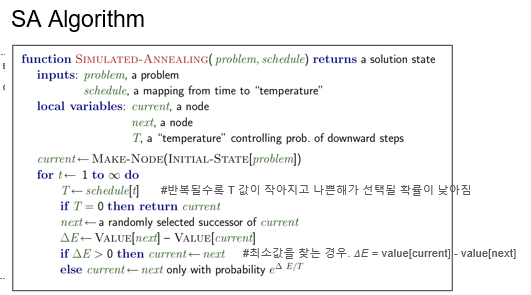 SA Algorithm
function SIMULATED-ANNEALING( problem, schedule) returns a solution state
inputs: problem, a problem
schedule, a mapping from time to “temperature”
local variables: current, a node
next, a node
T, a “temperature” controlling prob. of downward steps
current ← MAKE-NODE(INITIAL-STATE[problem])
for t ← 1 to ∞ do
T ← schedule[t] #반복될수록 T 값이 작아지고 나쁜해가 선택될 확률이 낮아짐
if T = 0 then return current
next ← a randomly selected successor of current
ΔE ← VALUE[next] – VALUE[current]
if ΔE > 0 then current ← next #최소값을 찾는 경우. ΔE = value[current] - value[next]
else current ← next only with probability e^Δ E/T